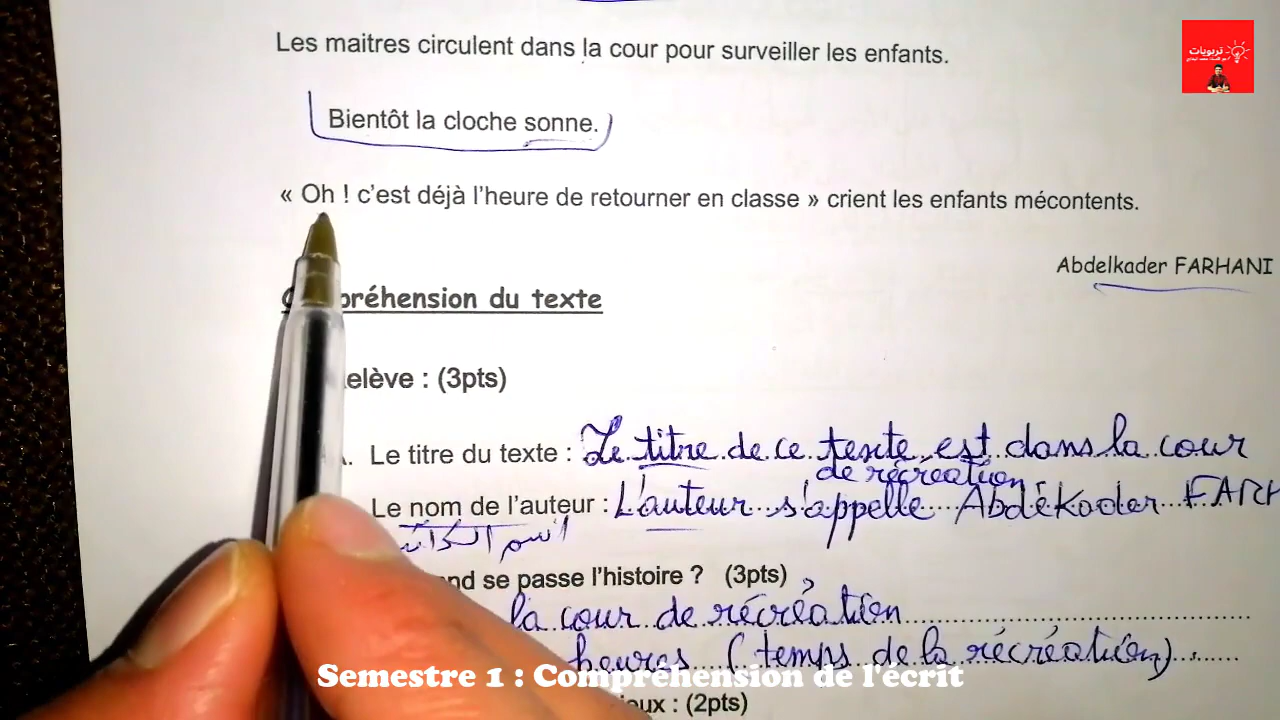 تربويات
Les maitres circulent dans la cour pour surveiller les enfants.
Bientôt la cloche sonne.
« Oh ! c'est déjà l'heure de retourner en classe » crient les enfants mécontents.
Abdelkader FARHANI
préhension du texte
elève : (3pts)
Le titre du texte : Le titre de ce texte est dans la cour
de récréation
Le nom de l'auteur : L'auteur s'appelle Abdékader FARH
اسم الكاتب
nd se passe l'histoire ? (3pts)
la cour de récréation
heures (temps de la récréation).
Semestre 1 : Compréhension de l'écrit
eux : (2pts)